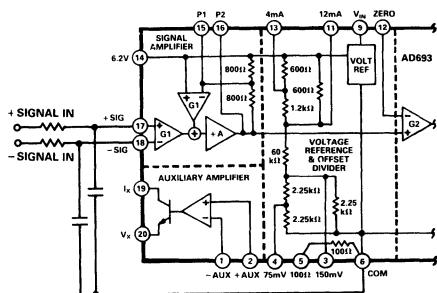 P1 P2 4mA 12mA VIN ZERO
15 16 13 11 9 12
SIGNAL AMPLIFIER
6.2V 14
800Ω
800Ω
600Ω
600Ω
1.2kΩ
VOLT REF
AD693
G1
+ SIGNAL IN
+SIG
17
G1
+A
G2
− SIGNAL IN
18
−SIG
VOLTAGE REFERENCE & OFFSET DIVIDER
60 kΩ
AUXILIARY AMPLIFIER
IX 19
2.25kΩ
2.25 kΩ
2.25kΩ
VX 20
100Ω
1 2 4 5 3 6
−AUX +AUX 75mV 100Ω 150mV COM